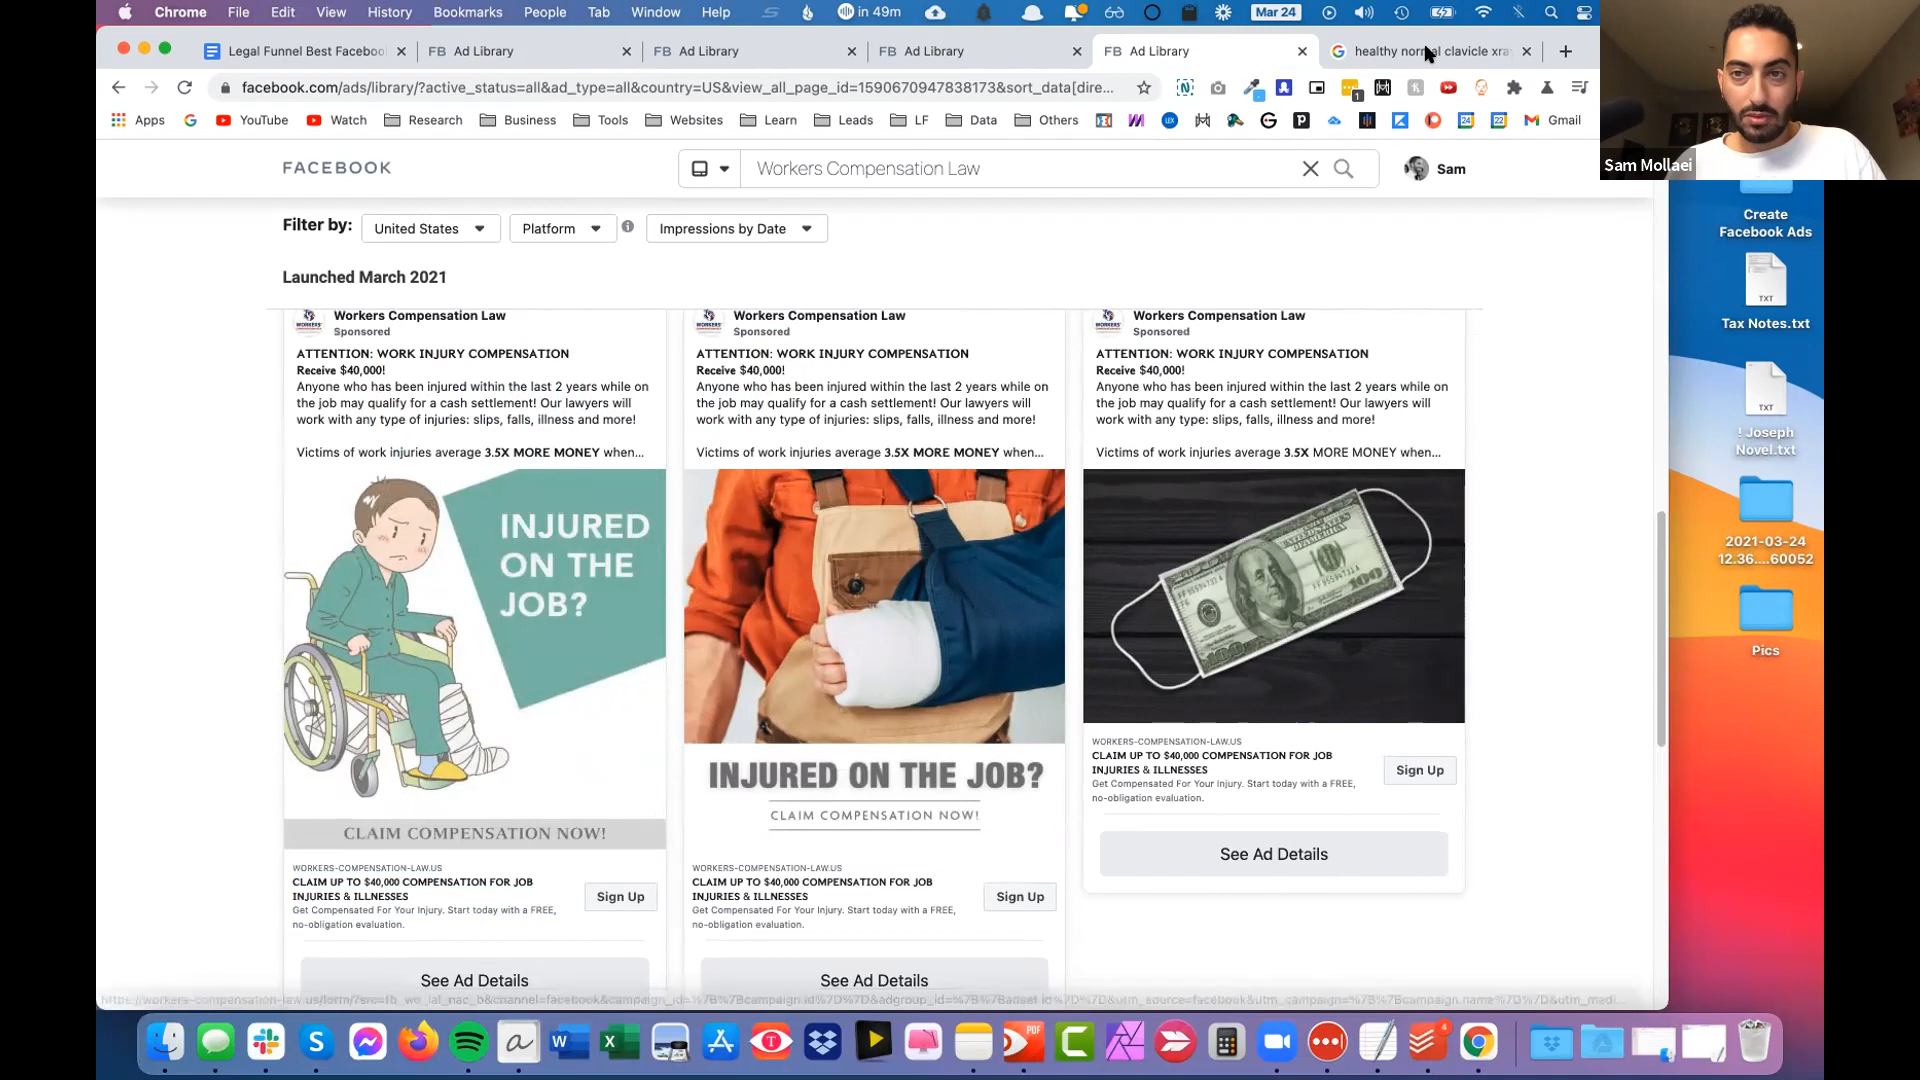 Chrome File Edit View History Bookmarks People Tab Window Help in 49m Mar 24
Legal Funnel Best Faceboo FB Ad Library FB Ad Library FB Ad Library FB Ad Library healthy normal clavicle xra
facebook.com/ads/library/?active_status=all&ad_type=all&country=US&view_all_page_id=1590670947838173&sort_data[dire...
Apps YouTube Watch Research Business Tools Websites Learn Leads LF Data Others Gmail
Sam Mollaei
FACEBOOK Workers Compensation Law Sam
Filter by: United States Platform Impressions by Date
Launched March 2021
Workers Compensation Law
Sponsored
ATTENTION: WORK INJURY COMPENSATION
Receive $40,000!
Anyone who has been injured within the last 2 years while on
the job may qualify for a cash settlement! Our lawyers will
work with any type of injuries: slips, falls, illness and more!
Victims of work injuries average 3.5X MORE MONEY when...
INJURED
ON THE
JOB?
CLAIM COMPENSATION NOW!
WORKERS-COMPENSATION-LAW.US
CLAIM UP TO $40,000 COMPENSATION FOR JOB
INJURIES & ILLNESSES
Get Compensated For Your Injury. Start today with a FREE,
no-obligation evaluation.
Sign Up
See Ad Details
Workers Compensation Law
Sponsored
ATTENTION: WORK INJURY COMPENSATION
Receive $40,000!
Anyone who has been injured within the last 2 years while on
the job may qualify for a cash settlement! Our lawyers will
work with any type of injuries: slips, falls, illness and more!
Victims of work injuries average 3.5X MORE MONEY when...
INJURED ON THE JOB?
CLAIM COMPENSATION NOW!
WORKERS-COMPENSATION-LAW.US
CLAIM UP TO $40,000 COMPENSATION FOR JOB
INJURIES & ILLNESSES
Get Compensated For Your Injury. Start today with a FREE,
no-obligation evaluation.
Sign Up
See Ad Details
Workers Compensation Law
Sponsored
ATTENTION: WORK INJURY COMPENSATION
Receive $40,000!
Anyone who has been injured within the last 2 years while on
the job may qualify for a cash settlement! Our lawyers will
work with any type: slips, falls, illness and more!
Victims of work injuries average 3.5X MORE MONEY when...
100
WORKERS-COMPENSATION-LAW.US
CLAIM UP TO $40,000 COMPENSATION FOR JOB
INJURIES & ILLNESSES
Get Compensated For Your Injury. Start today with a FREE,
no-obligation evaluation.
Sign Up
See Ad Details
Create
Facebook Ads
TXT
Tax Notes.txt
TXT
! Joseph
Novel.txt
2021-03-24
12.36....60052
Pics